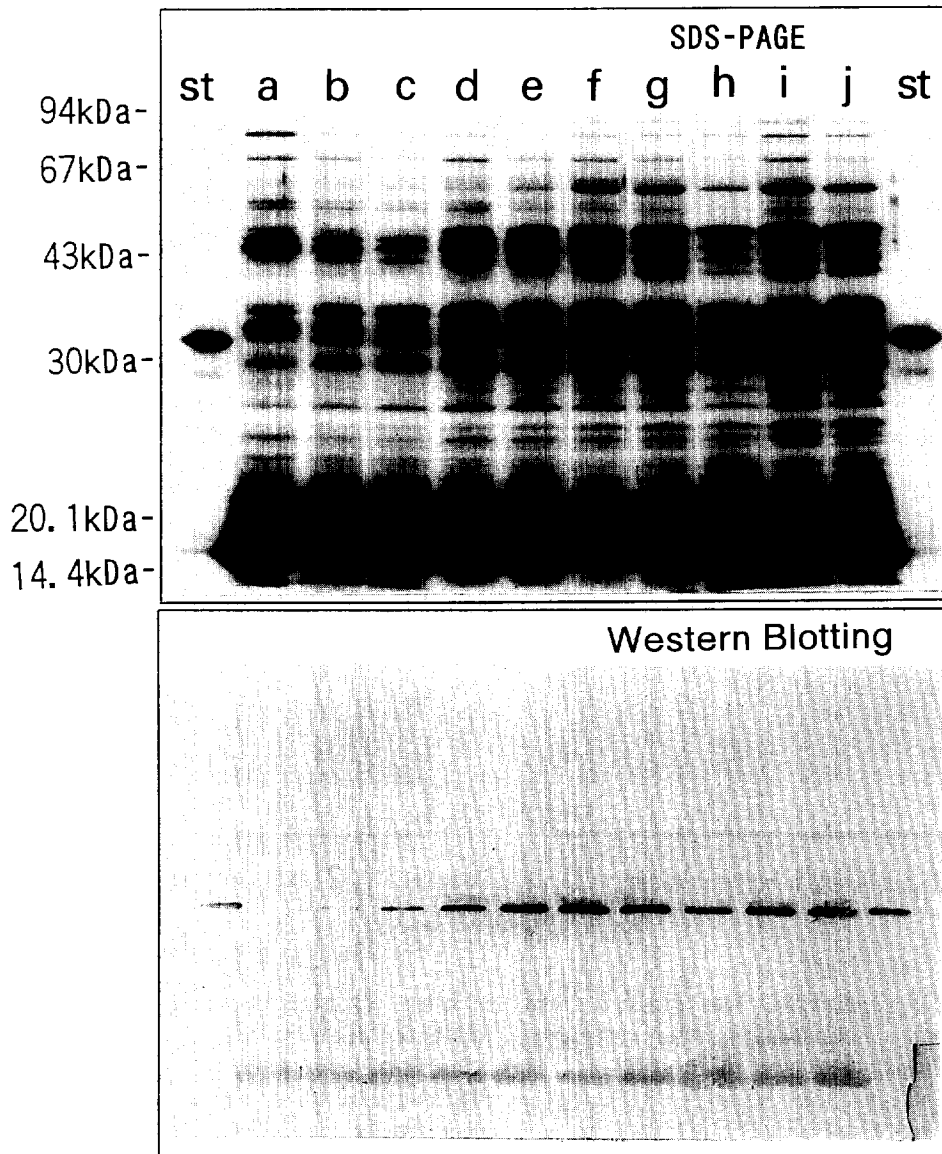 SDS-PAGE
st a b c d e f g h i j st
94kDa-
67kDa-
43kDa-
30kDa-
20.1kDa-
14.4kDa-
Western Blotting